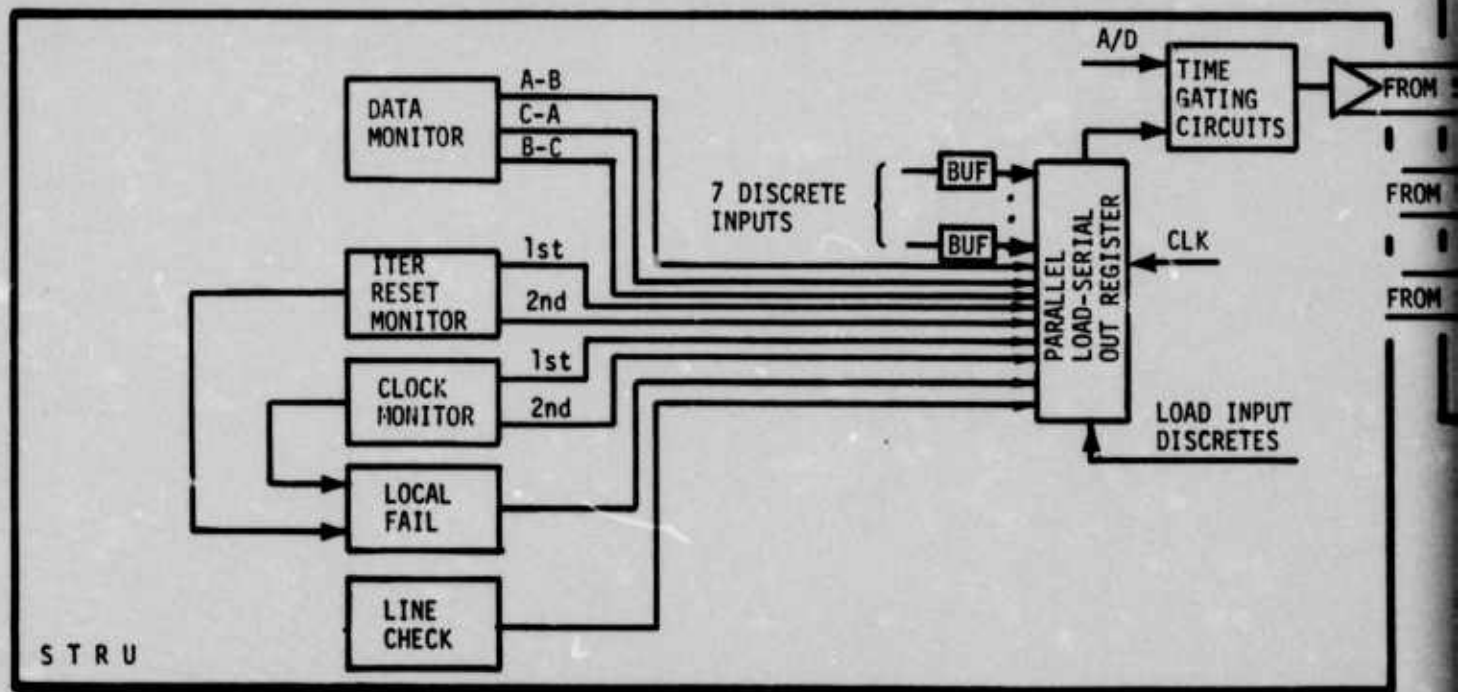 A/D
TIME
GATING
CIRCUITS
FROM
FROM
FROM
DATA
MONITOR
A-B
C-A
B-C
7 DISCRETE
INPUTS
BUF
BUF
PARALLEL
LOAD-SERIAL
OUT REGISTER
CLK
ITER
RESET
MONITOR
1st
2nd
CLOCK
MONITOR
1st
2nd
LOAD INPUT
DISCRETES
LOCAL
FAIL
LINE
CHECK
S T R U